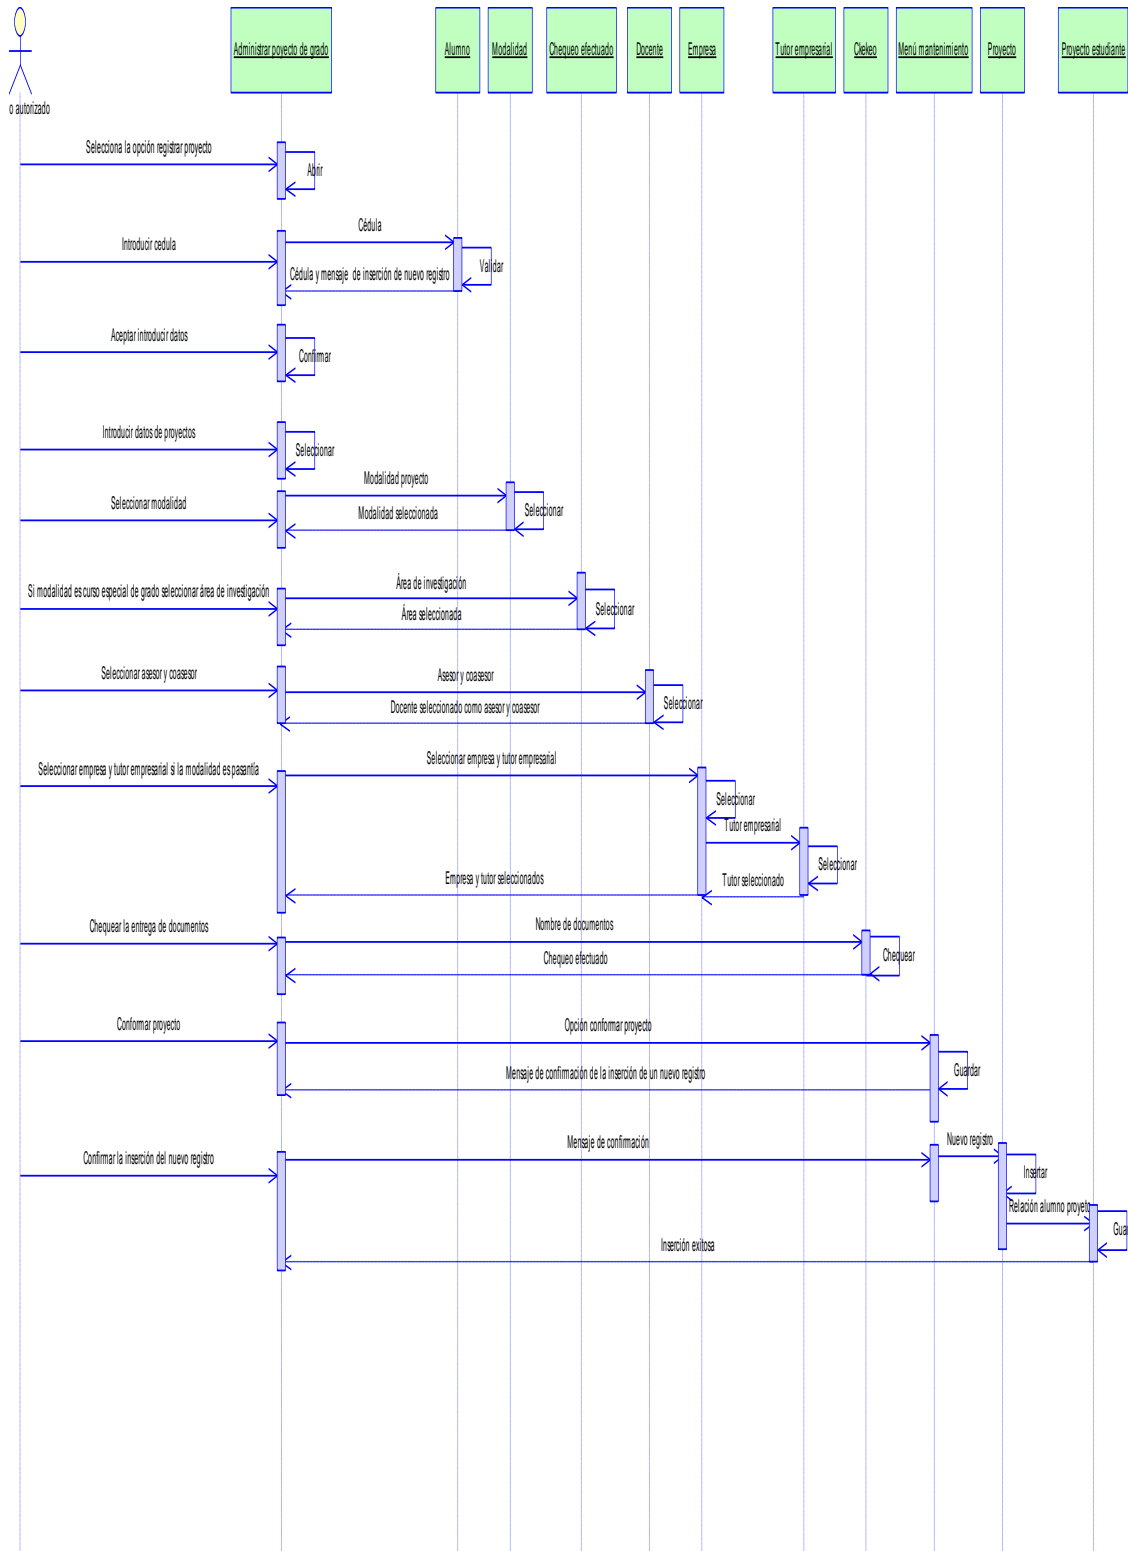 Administrar poyecto de grado
Alumno
Modalidad
Chequeo efectuado
Docente
Empresa
Tutor empresarial
Ckekeo
Menú mantenimiento
Proyecto
Proyecto estudiante
o autorizado
Selecciona la opción registrar proyecto
Abrir
Introducir cedula
Cédula
Validar
Cédula y mensaje de inserción de nuevo registro
Aceptar introducir datos
Confirmar
Introducir datos de proyectos
Seleccionar
Seleccionar modalidad
Modalidad proyecto
Seleccionar
Modalidad seleccionada
Si modalidad es curso especial de grado seleccionar área de investigación
Área de investigación
Seleccionar
Área seleccionada
Seleccionar asesor y coasesor
Asesor y coasesor
Seleccionar
Docente seleccionado como asesor y coasesor
Seleccionar empresa y tutor empresarial si la modalidad es pasantía
Seleccionar empresa y tutor empresarial
Seleccionar
Tutor empresarial
Seleccionar
Empresa y tutor seleccionados
Tutor seleccionado
Chequear la entrega de documentos
Nombre de documentos
Chequear
Chequeo efectuado
Conformar proyecto
Opción conformar proyecto
Guardar
Mensaje de confirmación de la inserción de un nuevo registro
Confirmar la inserción del nuevo registro
Mensaje de confirmación
Nuevo registro
Insertar
Relación alumno proyeto
Gua
Inserción exitosa